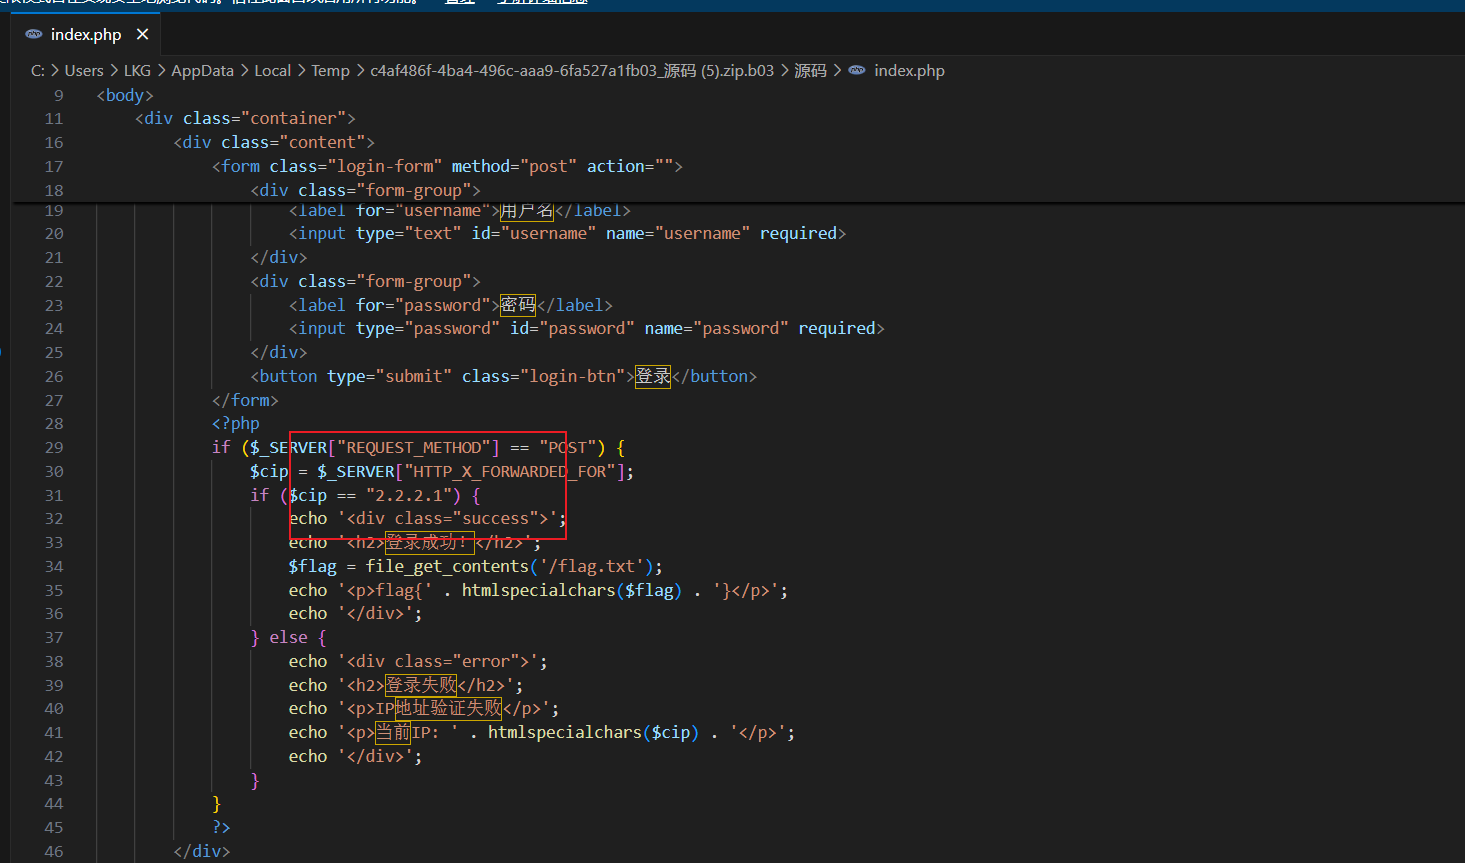 index.php
C: > Users > LKG > AppData > Local > Temp > c4af486f-4ba4-496c-aaa9-6fa527a1fb03_源码 (5).zip.b03 > 源码 > index.php
9 <body>
11 <div class="container">
16 <div class="content">
17 <form class="login-form" method="post" action="">
18 <div class="form-group">
19 <label for="username">用户名</label>
20 <input type="text" id="username" name="username" required>
21 </div>
22 <div class="form-group">
23 <label for="password">密码</label>
24 <input type="password" id="password" name="password" required>
25 </div>
26 <button type="submit" class="login-btn">登录</button>
27 </form>
28 <?php
29 if ($_SERVER["REQUEST_METHOD"] == "POST") {
30 $cip = $_SERVER["HTTP_X_FORWARDED_FOR"];
31 if ($cip == "2.2.2.1") {
32 echo '<div class="success">';
33 echo '<h2>登录成功！</h2>';
34 $flag = file_get_contents('/flag.txt');
35 echo '<p>flag{' . htmlspecialchars($flag) . '}</p>';
36 echo '</div>';
37 } else {
38 echo '<div class="error">';
39 echo '<h2>登录失败</h2>';
40 echo '<p>IP地址验证失败</p>';
41 echo '<p>当前IP: ' . htmlspecialchars($cip) . '</p>';
42 echo '</div>';
43 }
44 }
45 ?>
46 </div>